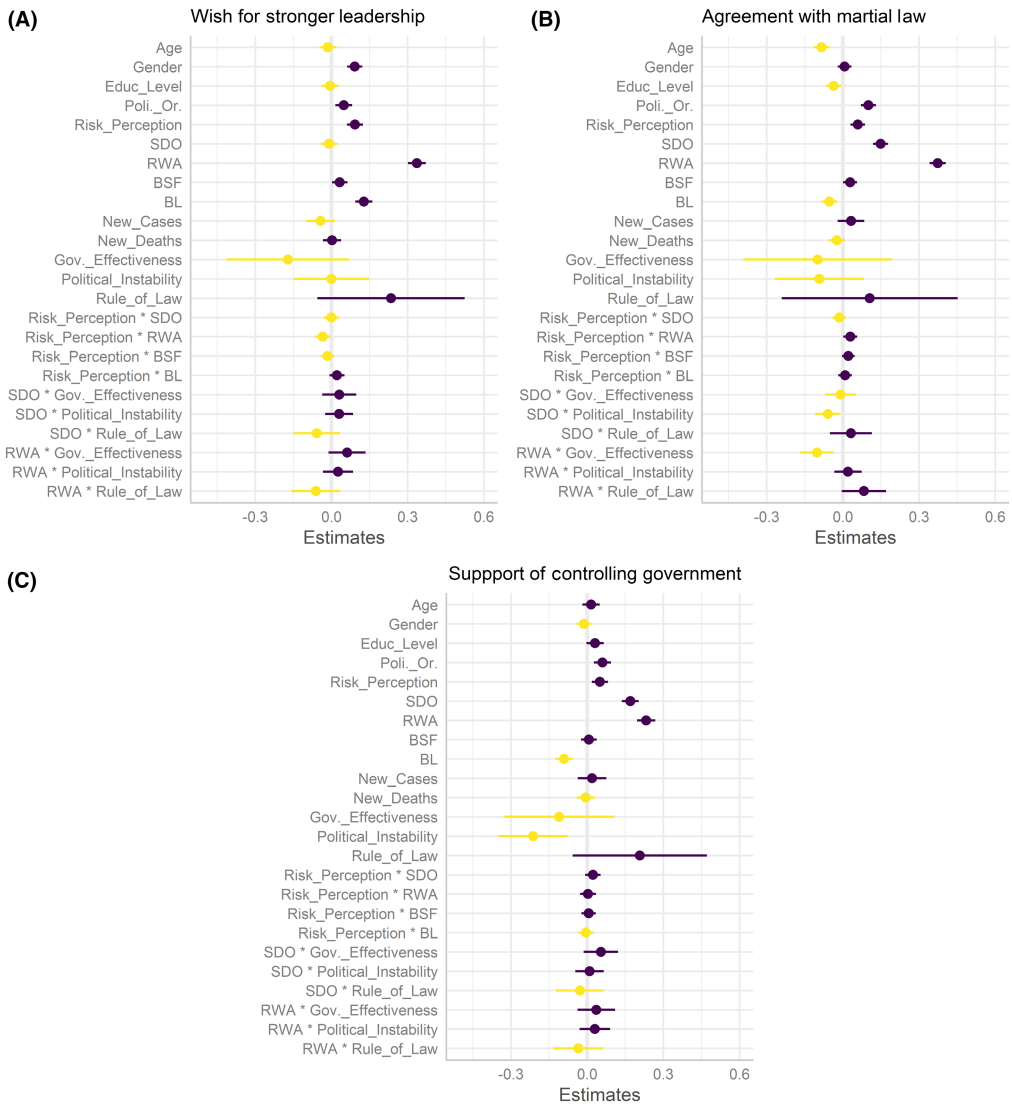 (A)
Wish for stronger leadership
Age
Gender
Educ_Level
Poli._Or.
Risk_Perception
SDO
RWA
BSF
BL
New_Cases
New_Deaths
Gov._Effectiveness
Political_Instability
Rule_of_Law
Risk_Perception * SDO
Risk_Perception * RWA
Risk_Perception * BSF
Risk_Perception * BL
SDO * Gov._Effectiveness
SDO * Political_Instability
SDO * Rule_of_Law
RWA * Gov._Effectiveness
RWA * Political_Instability
RWA * Rule_of_Law
-0.3 0.0 0.3 0.6
Estimates
(B)
Agreement with martial law
Age
Gender
Educ_Level
Poli._Or.
Risk_Perception
SDO
RWA
BSF
BL
New_Cases
New_Deaths
Gov._Effectiveness
Political_Instability
Rule_of_Law
Risk_Perception * SDO
Risk_Perception * RWA
Risk_Perception * BSF
Risk_Perception * BL
SDO * Gov._Effectiveness
SDO * Political_Instability
SDO * Rule_of_Law
RWA * Gov._Effectiveness
RWA * Political_Instability
RWA * Rule_of_Law
-0.3 0.0 0.3 0.6
Estimates
(C)
Suppport of controlling government
Age
Gender
Educ_Level
Poli._Or.
Risk_Perception
SDO
RWA
BSF
BL
New_Cases
New_Deaths
Gov._Effectiveness
Political_Instability
Rule_of_Law
Risk_Perception * SDO
Risk_Perception * RWA
Risk_Perception * BSF
Risk_Perception * BL
SDO * Gov._Effectiveness
SDO * Political_Instability
SDO * Rule_of_Law
RWA * Gov._Effectiveness
RWA * Political_Instability
RWA * Rule_of_Law
-0.3 0.0 0.3 0.6
Estimates